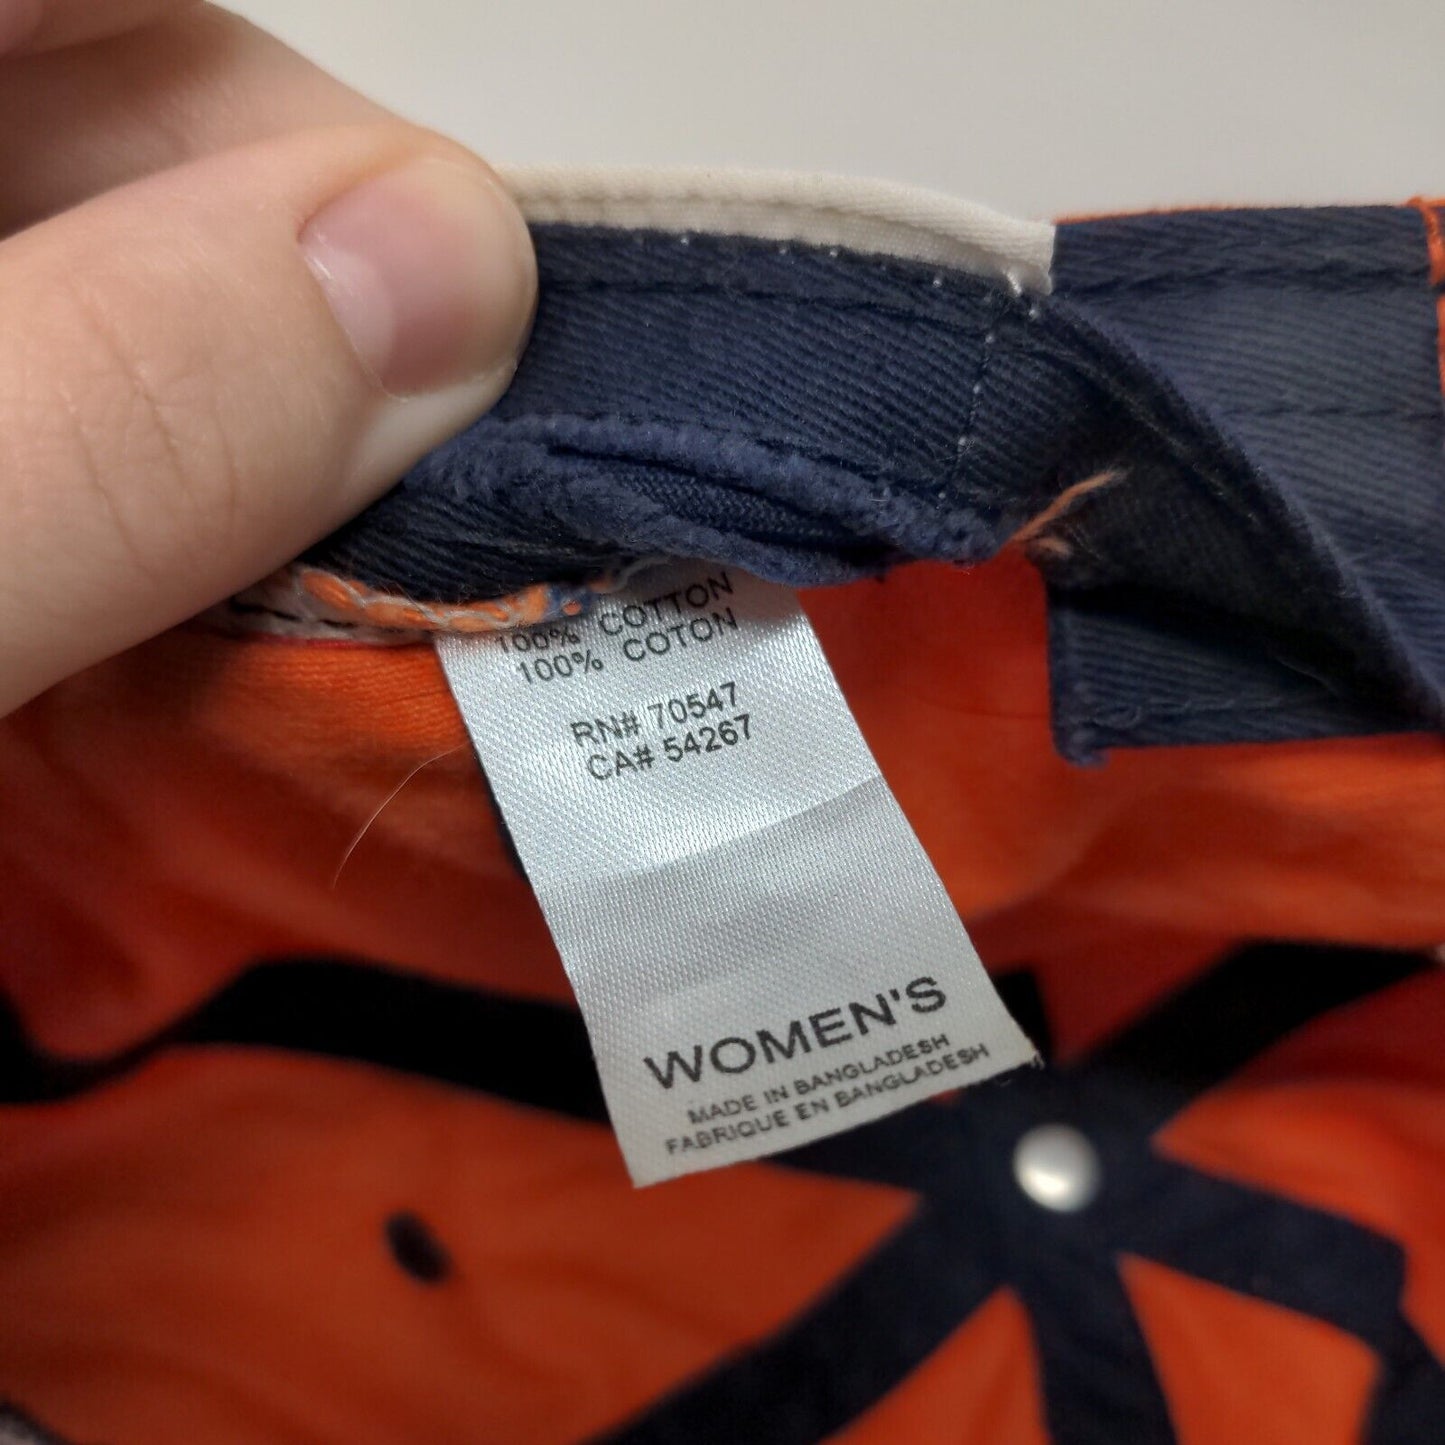 100% COTTON
100% COTON
RN# 70547
CA# 54267
WOMEN'S
MADE IN BANGLADESH
FABRIQUE EN BANGLADESH